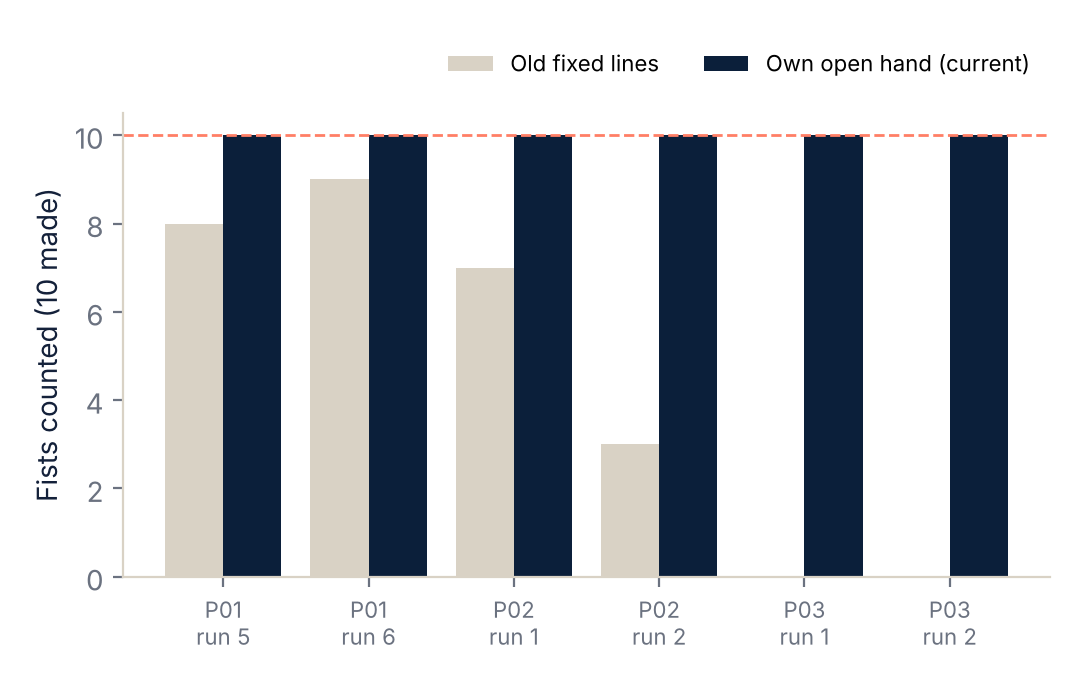 Old fixed lines
Own open hand (current)
Fists counted (10 made)
10
8
6
4
2
0
P01
run 5
P01
run 6
P02
run 1
P02
run 2
P03
run 1
P03
run 2